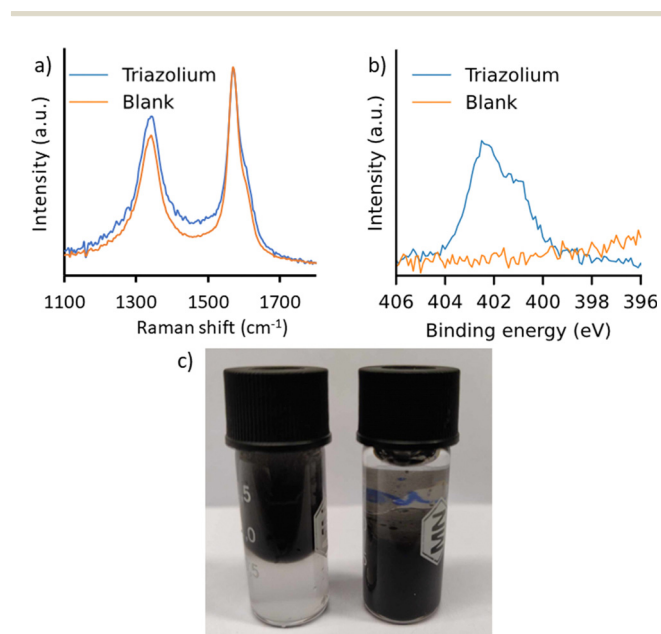 a)
Triazolium
Blank
Intensity (a.u.)
1100 1300 1500 1700
Raman shift (cm⁻¹)
b)
Triazolium
Blank
Intensity (a.u.)
406 404 402 400 398 396
Binding energy (eV)
c)
MN